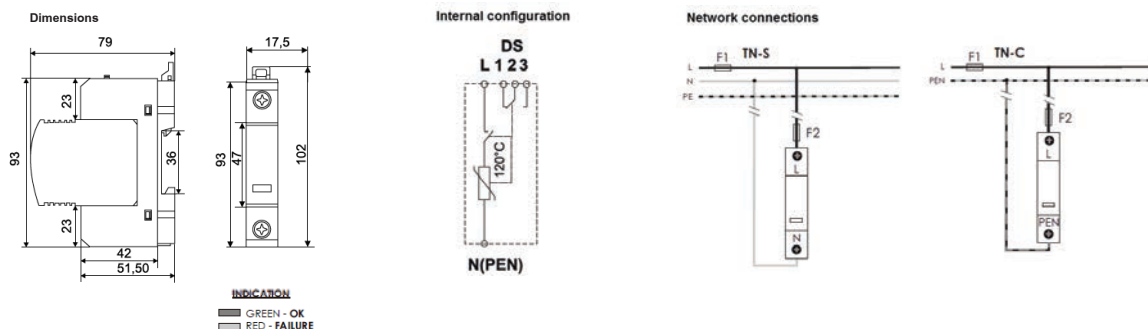 Dimensions
79
23
93
36
23
42
51,50
17,5
93
47
102
INDICATION
GREEN - OK
RED - FAILURE
Internal configuration
DS
L 1 2 3
120°C
N(PEN)
Network connections
F1 TN-S
L
N
PE
F2
L
N
F1 TN-C
L
PEN
F2
L
PEN